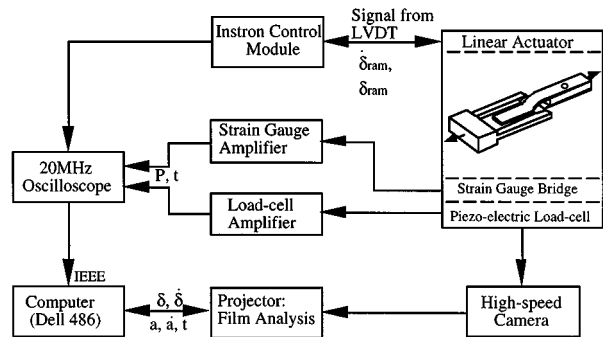 Instron Control
Module
Signal from
LVDT
δ̇ram,
δram
Linear Actuator
Strain Gauge
Amplifier
20MHz
Oscilloscope
P, t
Load-cell
Amplifier
Strain Gauge Bridge
Piezo-electric Load-cell
IEEE
Computer
(Dell 486)
δ, δ̇
a, ȧ, t
Projector:
Film Analysis
High-speed
Camera